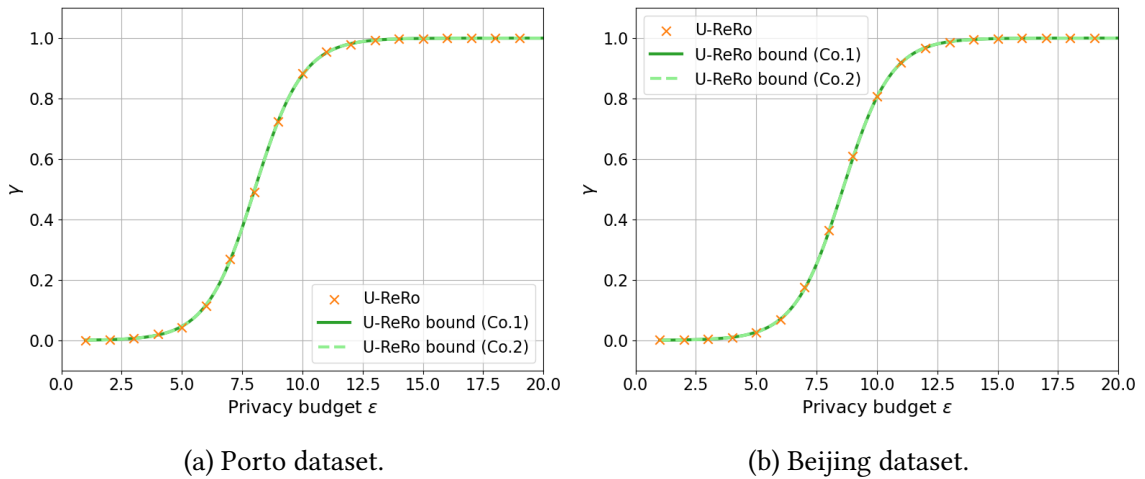 1.0
0.8
0.6
0.4
0.2
0.0
γ
U-ReRo
U-ReRo bound (Co.1)
U-ReRo bound (Co.2)
0.0 2.5 5.0 7.5 10.0 12.5 15.0 17.5 20.0
Privacy budget ε
(a) Porto dataset.
1.0
0.8
0.6
0.4
0.2
0.0
γ
U-ReRo
U-ReRo bound (Co.1)
U-ReRo bound (Co.2)
0.0 2.5 5.0 7.5 10.0 12.5 15.0 17.5 20.0
Privacy budget ε
(b) Beijing dataset.